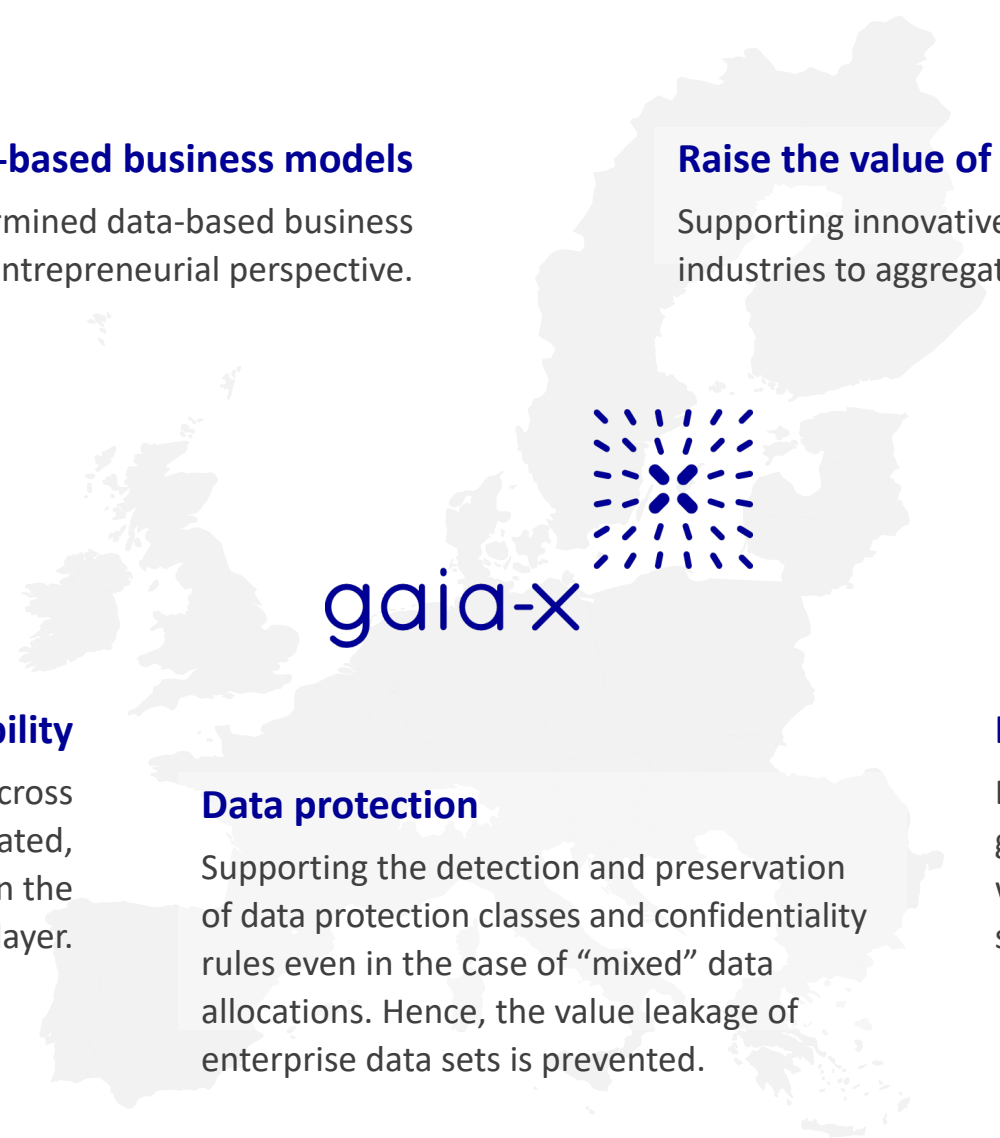 -based business models
rmined data-based business
ntrepreneurial perspective.
Raise the value of
Supporting innovative
industries to aggregat
gaia-x
bility
cross
ated,
n the
layer.
Data protection
Supporting the detection and preservation
of data protection classes and confidentiality
rules even in the case of “mixed” data
allocations. Hence, the value leakage of
enterprise data sets is prevented.